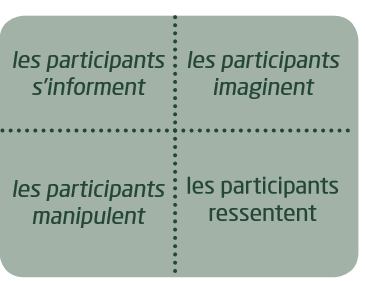 les participants
s'informent
les participants
imaginent
les participants
manipulent
les participants
ressentent